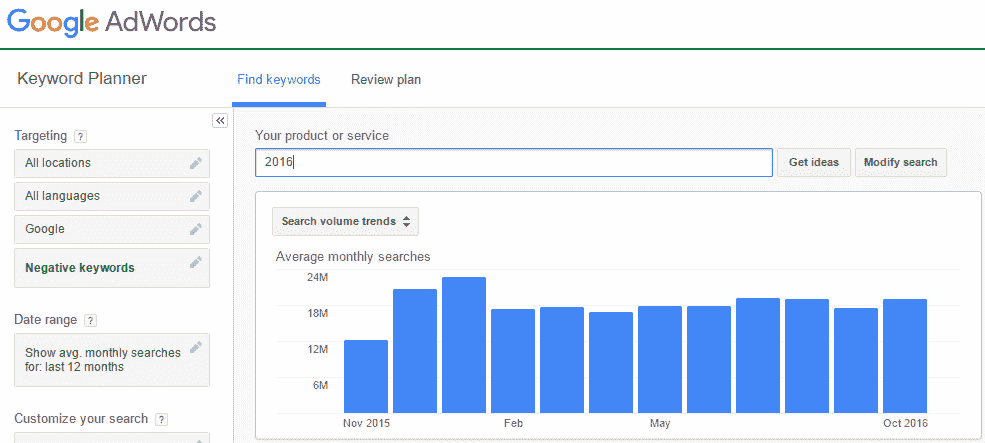 Google AdWords
Keyword Planner
Find keywords
Review plan
«
Targeting ?
All locations
All languages
Google
Negative keywords
Date range ?
Show avg. monthly searches
for: last 12 months
Customize your search ?
Your product or service
2016
Get ideas
Modify search
Search volume trends
Average monthly searches
24M
18M
12M
6M
Nov 2015
Feb
May
Oct 2016